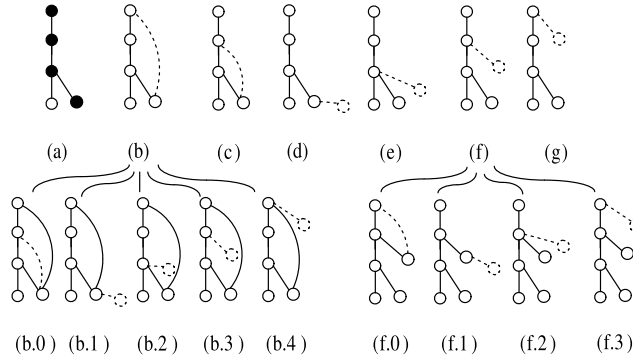 (a) (b) (c) (d) (e) (f) (g)
(b.0) (b.1) (b.2) (b.3) (b.4) (f.0) (f.1) (f.2) (f.3)